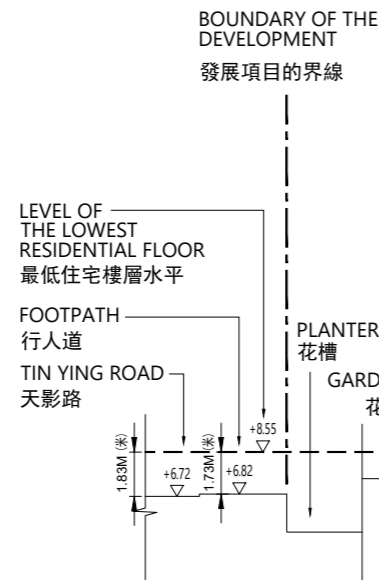 BOUNDARY OF THE
DEVELOPMENT
發展項目的界線
LEVEL OF
THE LOWEST
RESIDENTIAL FLOOR
最低住宅樓層水平
FOOTPATH
行人道
TIN YING ROAD
天影路
PLANTER
花槽
GARD
花
+8.55
1.83M (米)
+6.72
1.73M (米)
+6.82